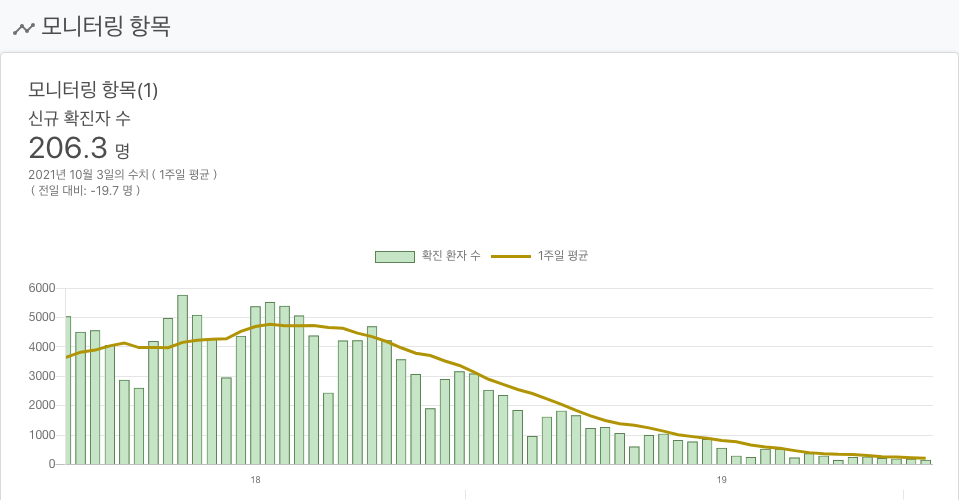 모니터링 항목
모니터링 항목(1)
신규 확진자 수
206.3 명
2021년 10월 3일의 수치 ( 1주일 평균 )
( 전일 대비: -19.7 명 )
확진 환자 수 1주일 평균
6000
5000
4000
3000
2000
1000
0
18 19